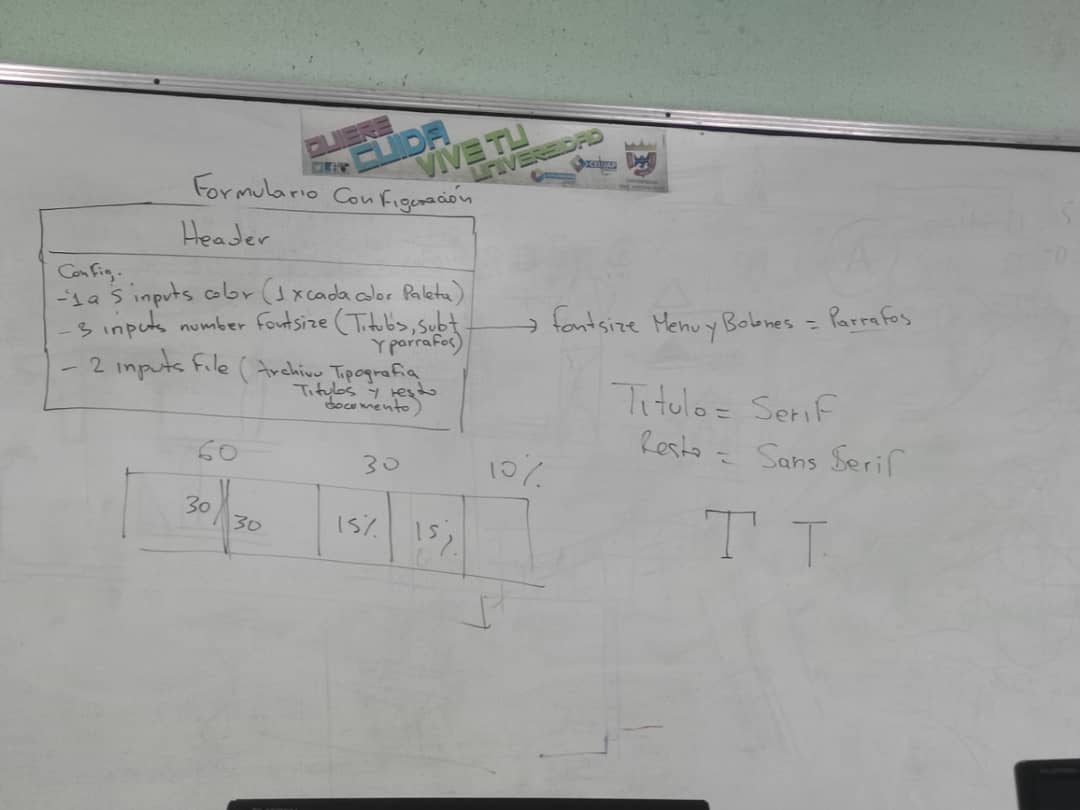 QUIERE
CUIDA
VIVE TU
UNIVERSIDAD
Formulario Configuración
Header
Config.
- 1 a 5 inputs color (1 x cada color Paleta)
- 3 inputs number fontsize (Titulos, subt
y parrafos)
→ fontsize Menu y Botones = Parrafos
- 2 inputs file (Archivo Tipografia
Titulos y resto
documento)
Titulo = Serif
Resto = Sans Serif
60 30 10%
30 30 15% 15%
T T